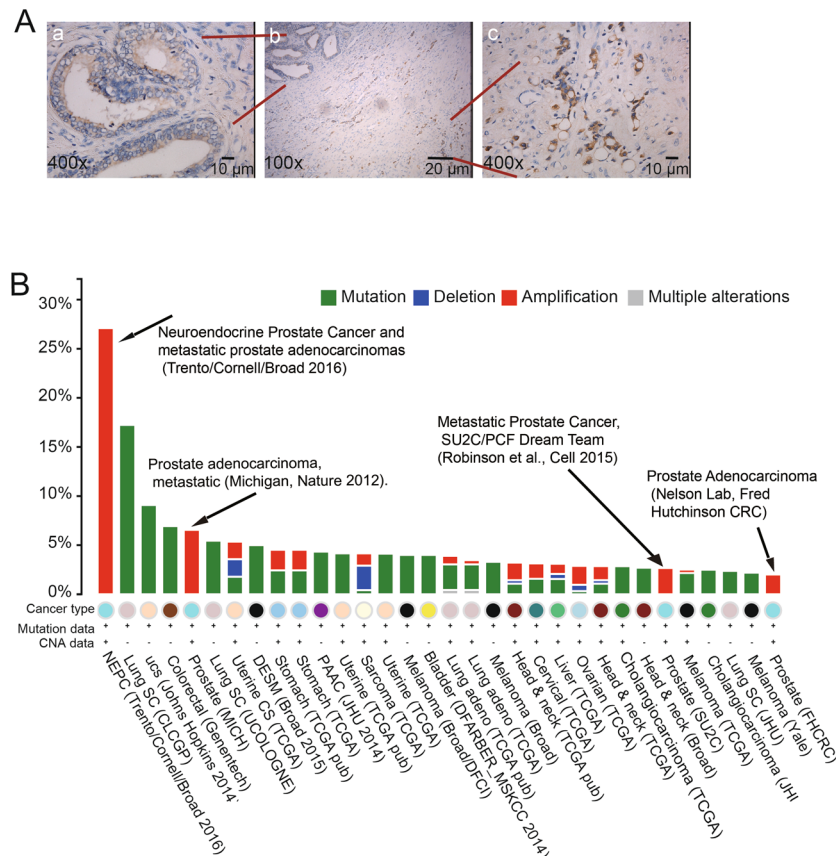 A
a
b
c
400x
10 µm
100x
20 µm
400x
10 µm
B
Mutation
Deletion
Amplification
Multiple alterations
30%
25%
20%
15%
10%
5%
0%
Neuroendocrine Prostate Cancer and
metastatic prostate adenocarcinomas
(Trento/Cornell/Broad 2016)
Prostate adenocarcinoma,
metastatic (Michigan, Nature 2012).
Metastatic Prostate Cancer,
SU2C/PCF Dream Team
(Robinson et al., Cell 2015)
Prostate Adenocarcinoma
(Nelson Lab, Fred
Hutchinson CRC)
Cancer type
Mutation data
CNA data
NEPC (Trento/Cornell/Broad 2016)
Lung SC (CLCGP)
ucs (Johns Hopkins 2014
Colorectal (Genentech)
Prostate (MICH)
Lung SC (UCOLOGNE)
Uterine CS (TCGA)
DESM (Broad 2015)
Stomach (TCGA pub)
Stomach (TCGA)
PAAC (JHU 2014)
Uterine (TCGA pub)
Sarcoma (TCGA)
Uterine (TCGA)
Melanoma (Broad/DFCI)
Bladder (DFARBER, MSKCC 2014)
Lung adeno (TCGA pub)
Lung adeno (TCGA)
Melanoma (Broad)
Head & neck (TCGA pub)
Cervical (TCGA)
Liver (TCGA)
Ovarian (TCGA)
Head & neck (TCGA)
Cholangiocarcinoma (TCGA)
Head & neck (Broad)
Prostate (SU2C)
Melanoma (TCGA)
Cholangiocarcinoma (JHI
Lung SC (JHU)
Melanoma (Yale)
Prostate (FHCRC)